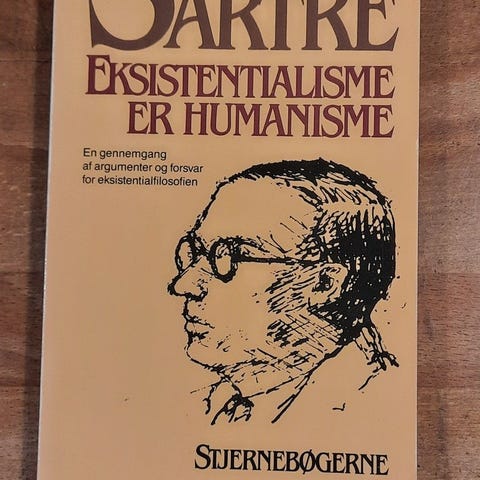 SARTRE
EKSISTENTIALISME
ER HUMANISME
En gennemgang
af argumenter og forsvar
for eksistentialfilosofien
STJERNEBØGERNE